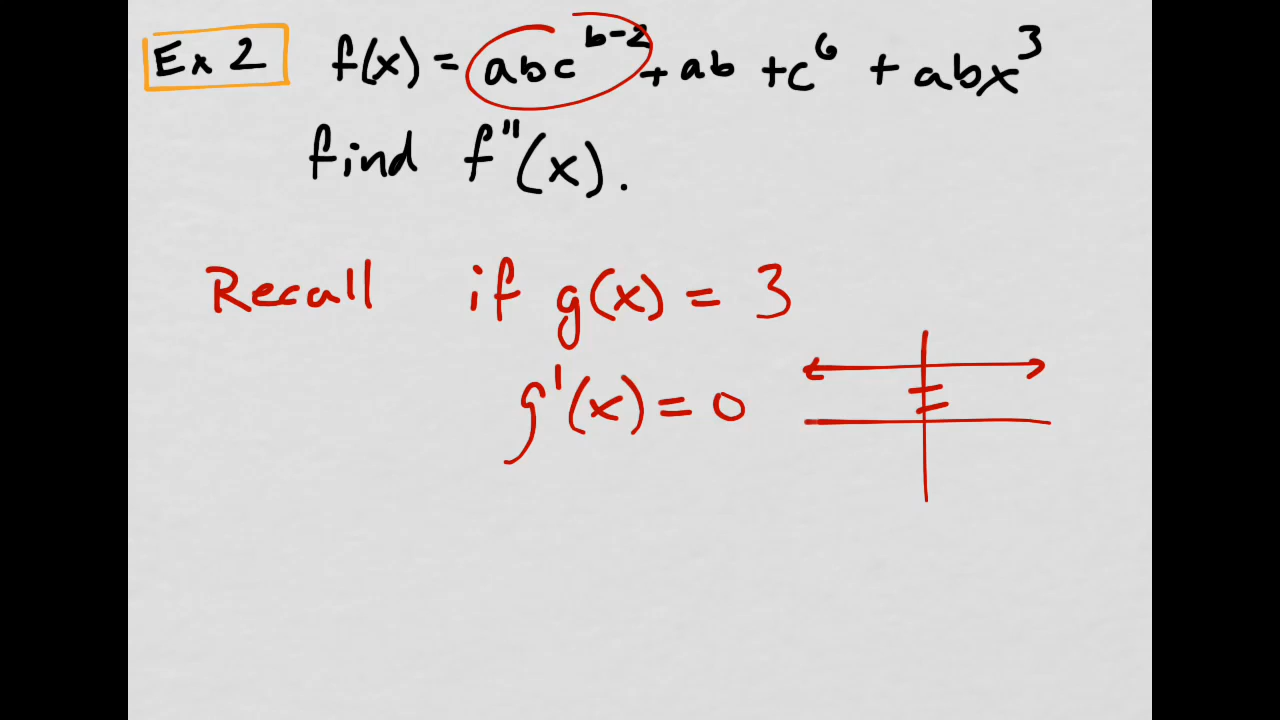 Ex 2 f(x) = abc^(b-2) + ab + c^6 + abx^3
find f"(x).
Recall if g(x) = 3
g'(x) = 0